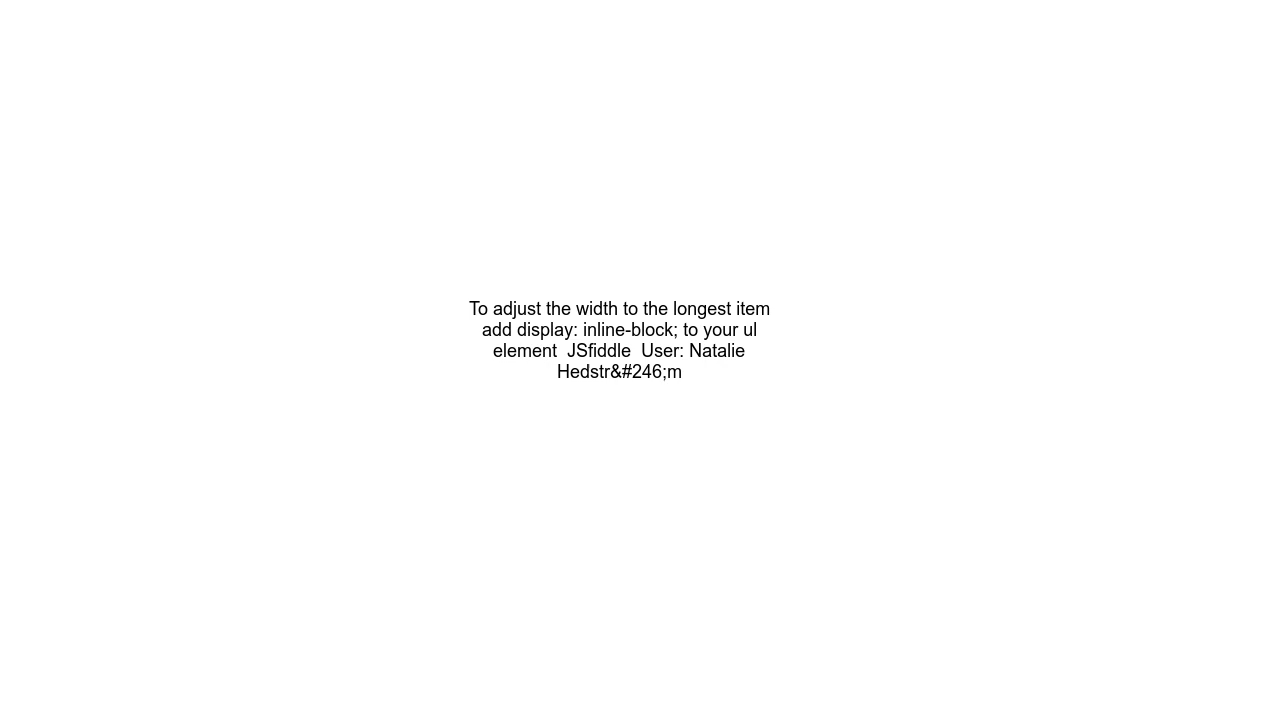 To adjust the width to the longest item
add display: inline-block; to your ul
element  JSfiddle  User: Natalie
Hedstr&#246;m